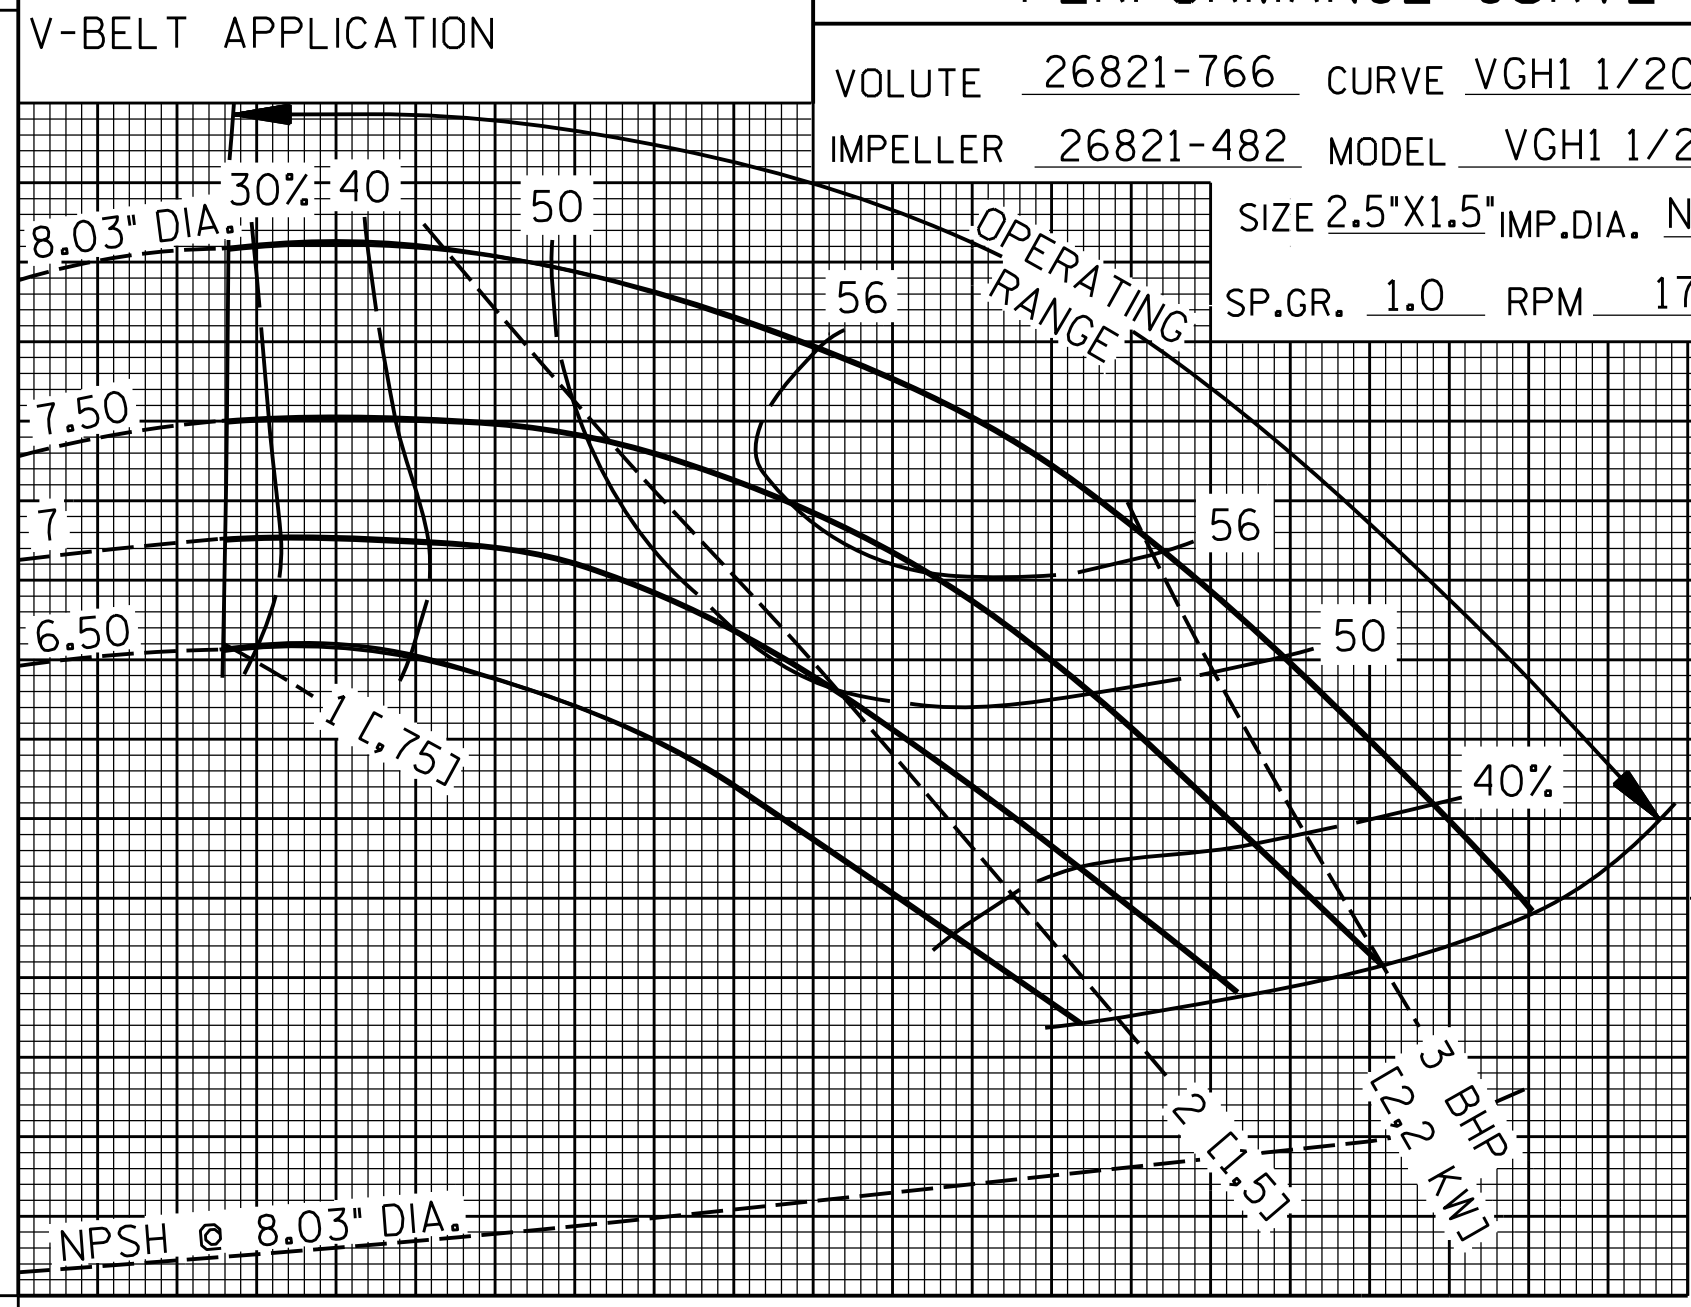 V-BELT APPLICATION
VOLUTE 26821-766 CURVE VGH1 1/2
IMPELLER 26821-482 MODEL VGH1 1/2
SIZE 2.5"X1.5" IMP.DIA.
SP.GR. 1.0 RPM 17
30% 40 50
8.03" DIA.
OPERATING
RANGE
56
7.50
7
56
6.50
50
1 [,75]
40%
2 [1,5]
3 BHP
[2,2 KW]
NPSH @ 8.03" DIA.